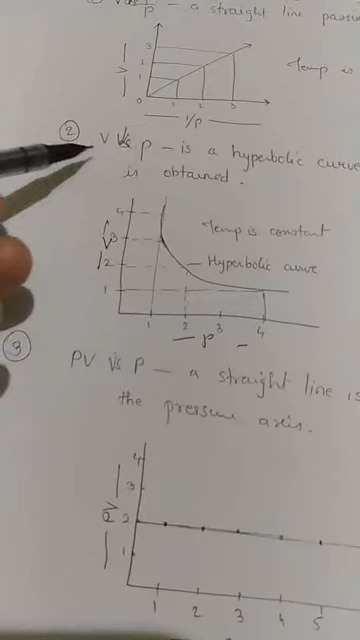 V Vs 1/P - a straight line
3
2
1
V
0 1 2 3
1/P
Temp is
② V Vs P - is a hyperbolic curve
is obtained.
4
3
2
1
V
Temp is constant
Hyperbolic curve
1 2 3 4
P
③ PV Vs P - a straight line is
the pressure axis.
4
3
2
1
PV
1 2 3 4 5